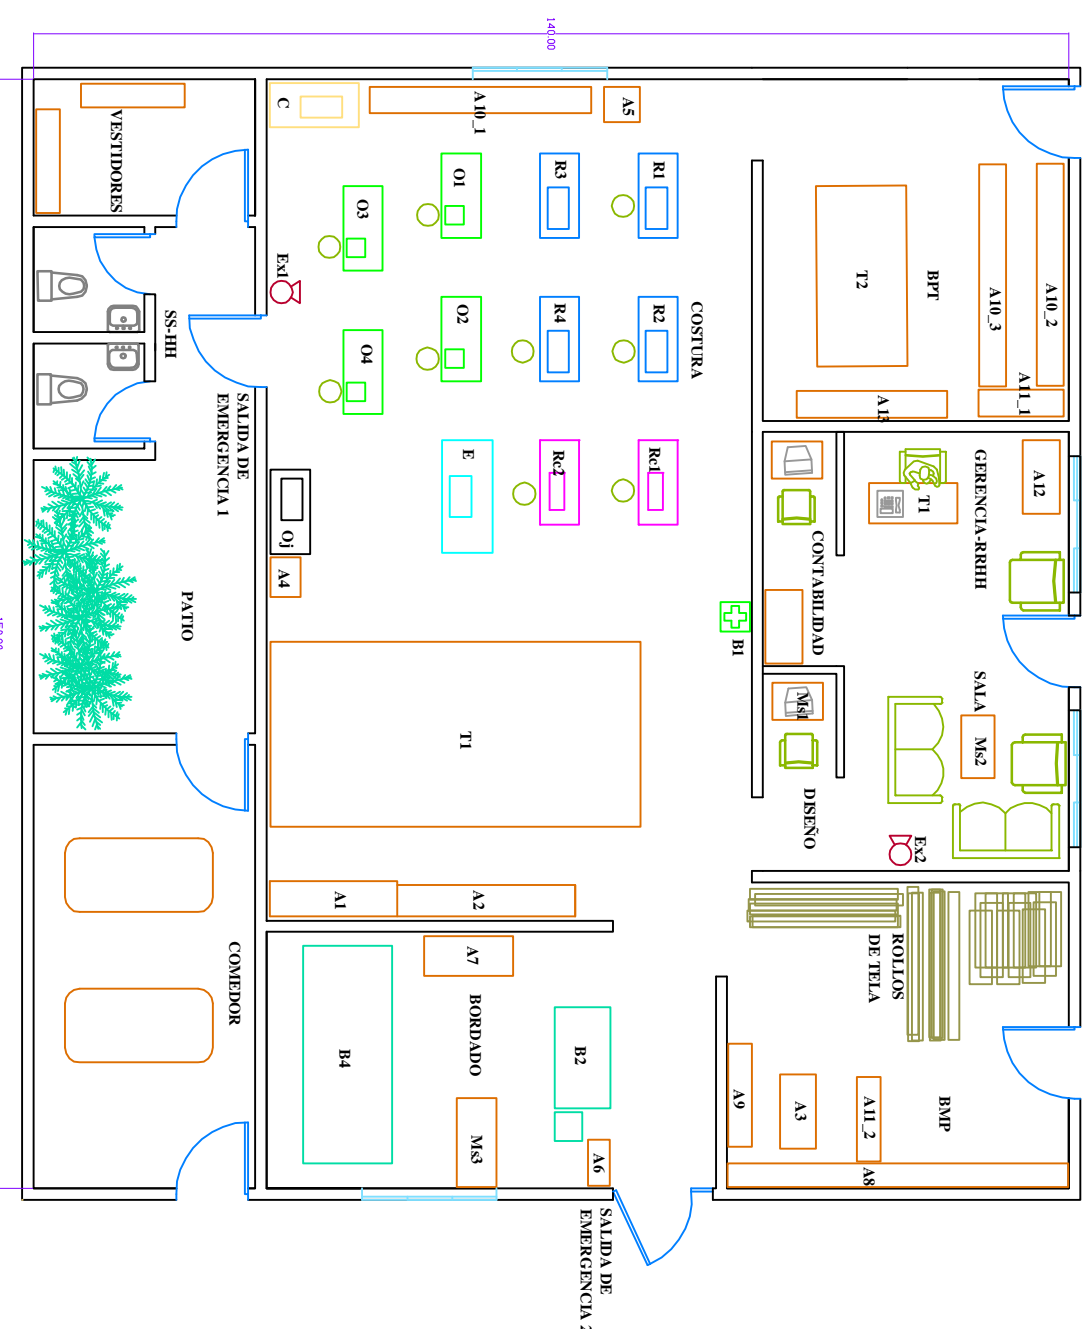 140.00
C
A10_1
A5
VESTIDORES
O1
R3
R1
O3
Ex1
O2
R4
R2
O4
COSTURA
BPT
T2
A10_2
A10_3
A11_1
A13
SS-HH
SALIDA DE
EMERGENCIA 1
E
Rc2
Rc1
Oj
A4
GERENCIA-RRHH
A12
T1
CONTABILIDAD
B1
PATIO
T1
SALA
Ms1
Ms2
DISEÑO
Ex2
A1
A2
COMEDOR
A7
BORDADO
B4
B2
Ms3
A6
ROLLOS
DE TELA
BMP
A9
A3
A11_2
A8
SALIDA DE
EMERGENCIA 2